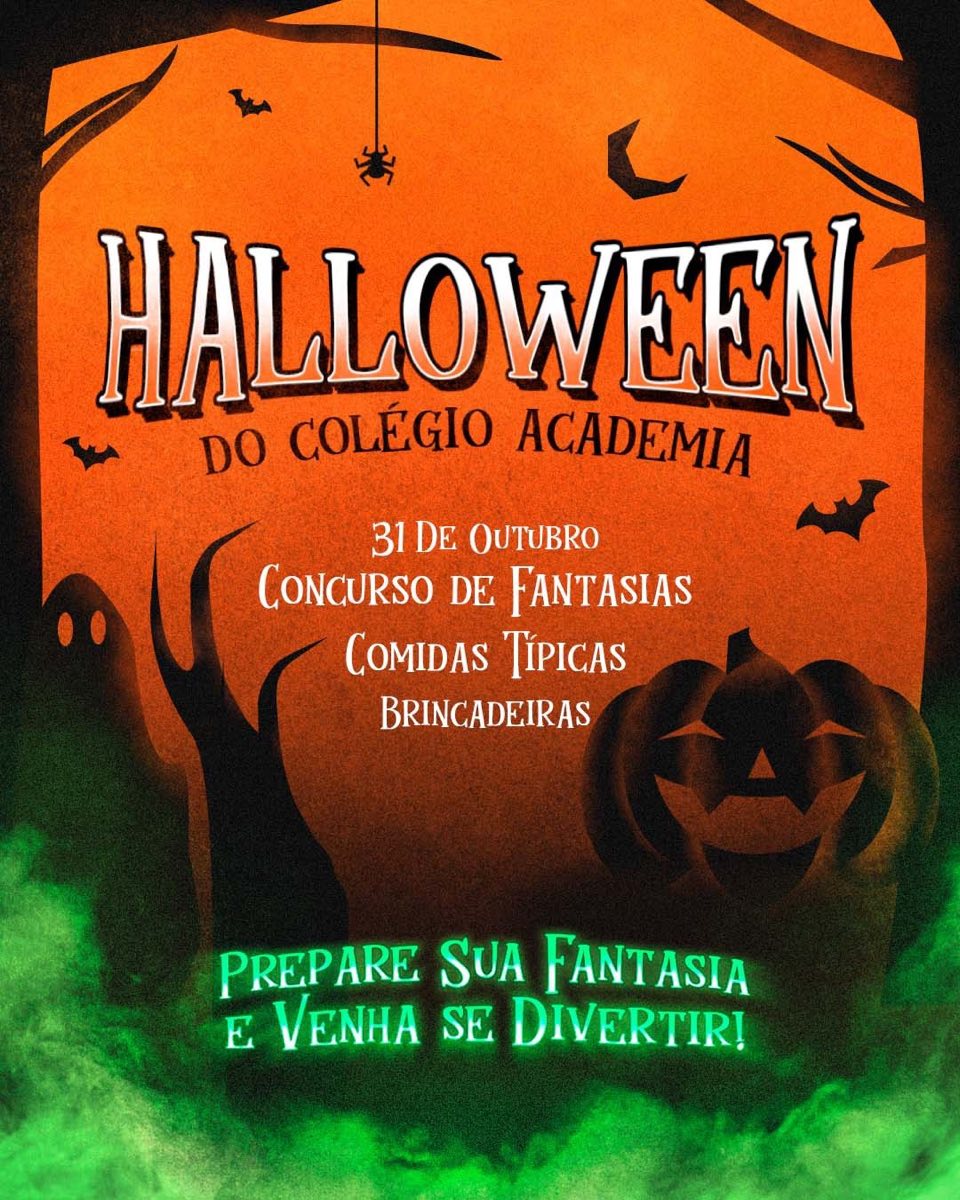 HALLOWEEN
DO COLÉGIO ACADEMIA
31 De Outubro
Concurso de Fantasias
Comidas Típicas
Brincadeiras
Prepare Sua Fantasia
e Venha se Divertir!